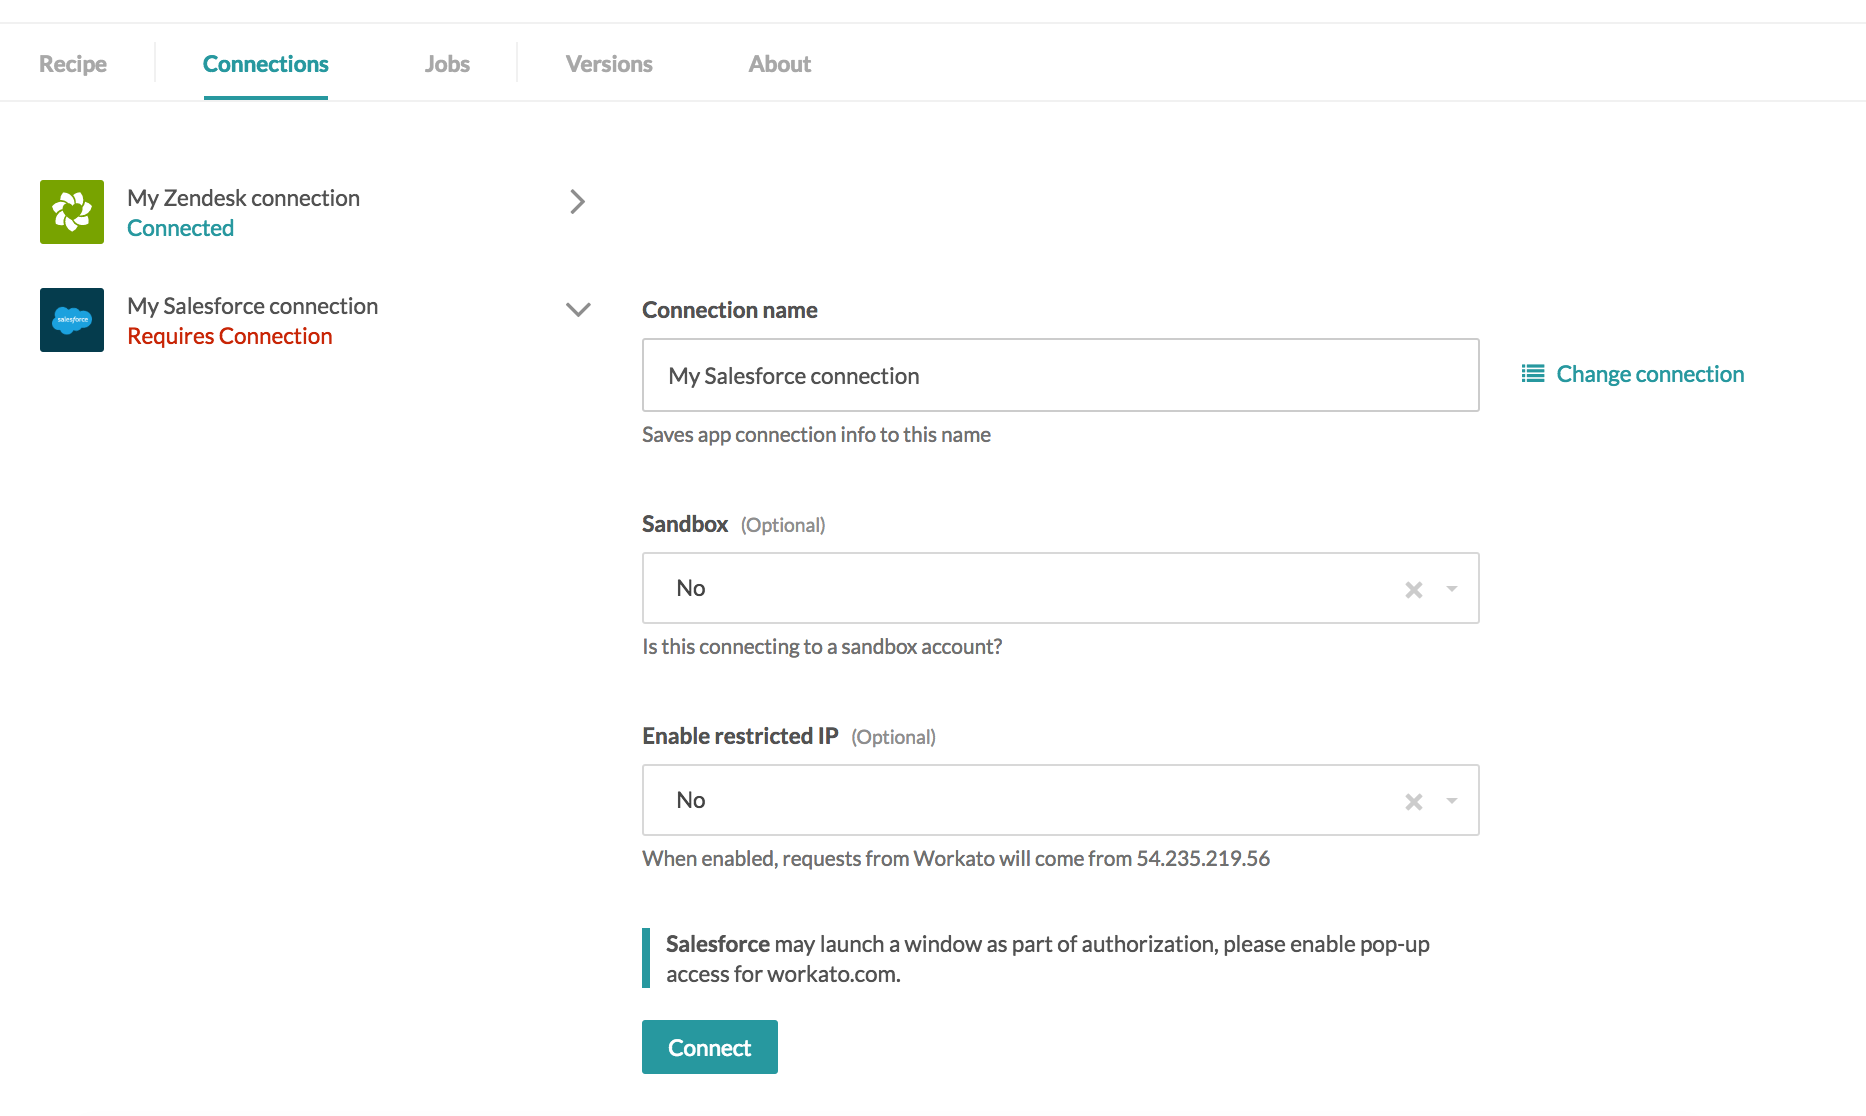 Recipe Connections Jobs Versions About
My Zendesk connection
Connected
salesforce
My Salesforce connection
Requires Connection
Connection name
My Salesforce connection
Change connection
Saves app connection info to this name
Sandbox (Optional)
No
Is this connecting to a sandbox account?
Enable restricted IP (Optional)
No
When enabled, requests from Workato will come from 54.235.219.56
Salesforce may launch a window as part of authorization, please enable pop-up
access for workato.com.
Connect